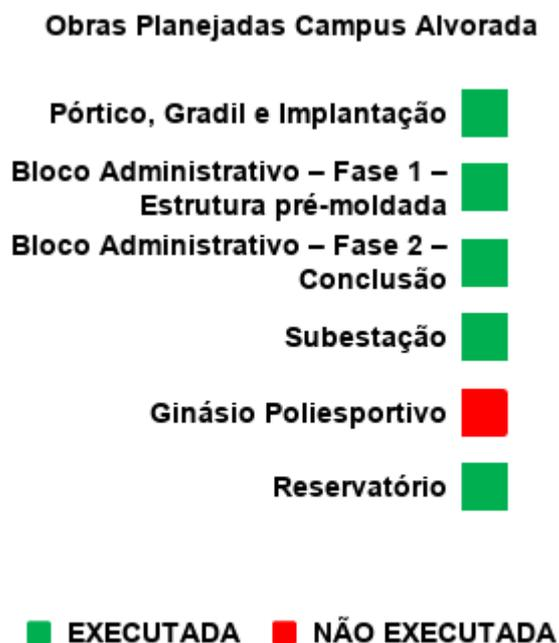 Obras Planejadas Campus Alvorada
Pórtico, Gradil e Implantação
Bloco Administrativo – Fase 1 –
Estrutura pré-moldada
Bloco Administrativo – Fase 2 –
Conclusão
Subestação
Ginásio Poliesportivo
Reservatório
EXECUTADA NÃO EXECUTADA